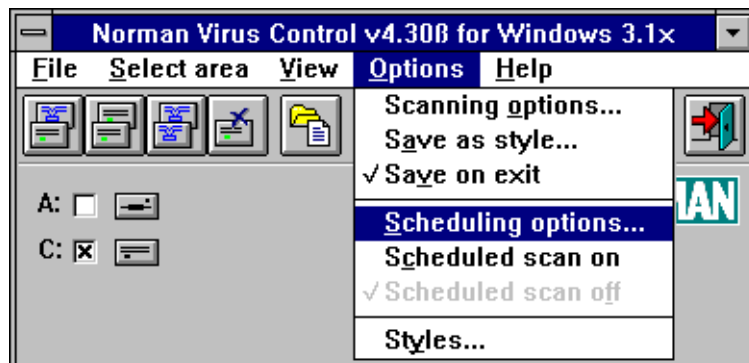 Norman Virus Control v4.30ß for Windows 3.1x
File Select area View Options Help
Scanning options...
Save as style...
✓ Save on exit
Scheduling options...
Scheduled scan on
✓ Scheduled scan off
Styles...
A:
C:
MAN